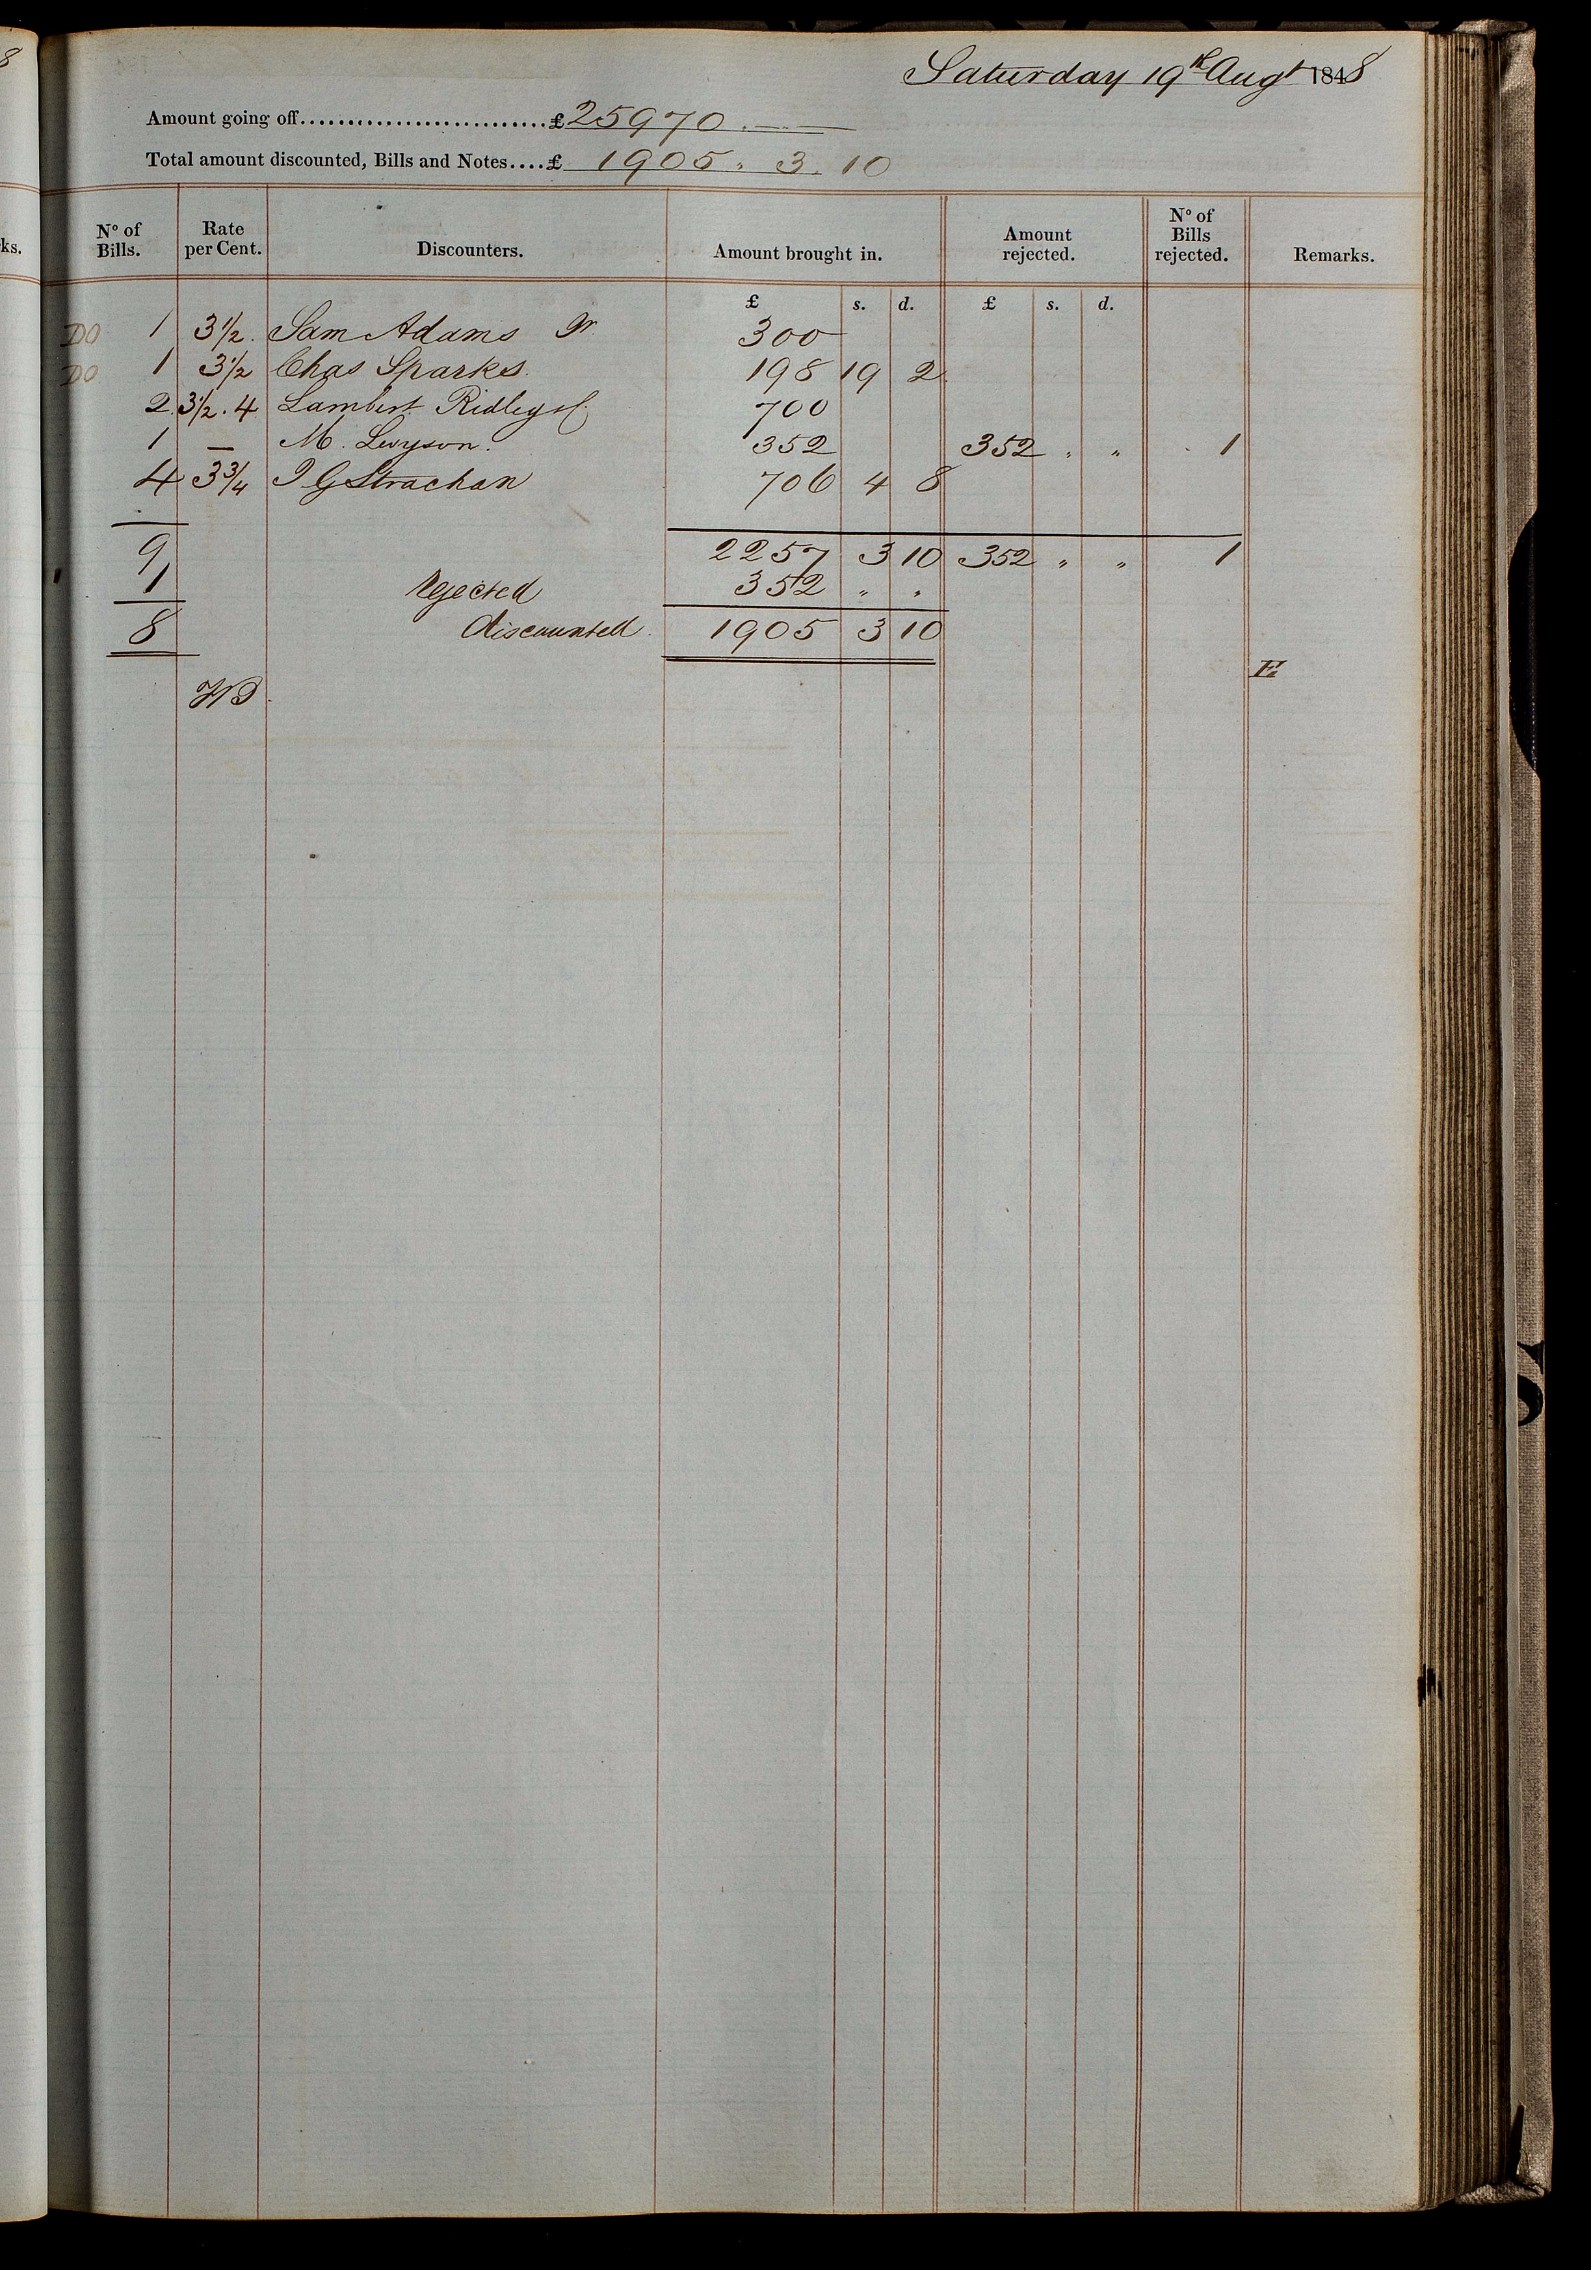 8
ks.
Saturday 19th Augt 1848
Amount going off..........................£25970.——
Total amount discounted, Bills and Notes....£ 1905. 3. 10
No of Bills. Rate per Cent. Discounters. Amount brought in. Amount rejected. No of Bills rejected. Remarks.
£ s. d. £ s. d.
DO 1 3½. Sam Adams Jr. 300
DO 1 3½ Chas Sparks. 198 19 2
2. 3½. 4 Lambert Ridley 700
1 — M. 352 352 " " 1
4 3¾ J G Strachan 706 4 8
9 2257 3 10 352 " " 1
1 Rejected 352 " "
8 discounted. 1905 3 10
E